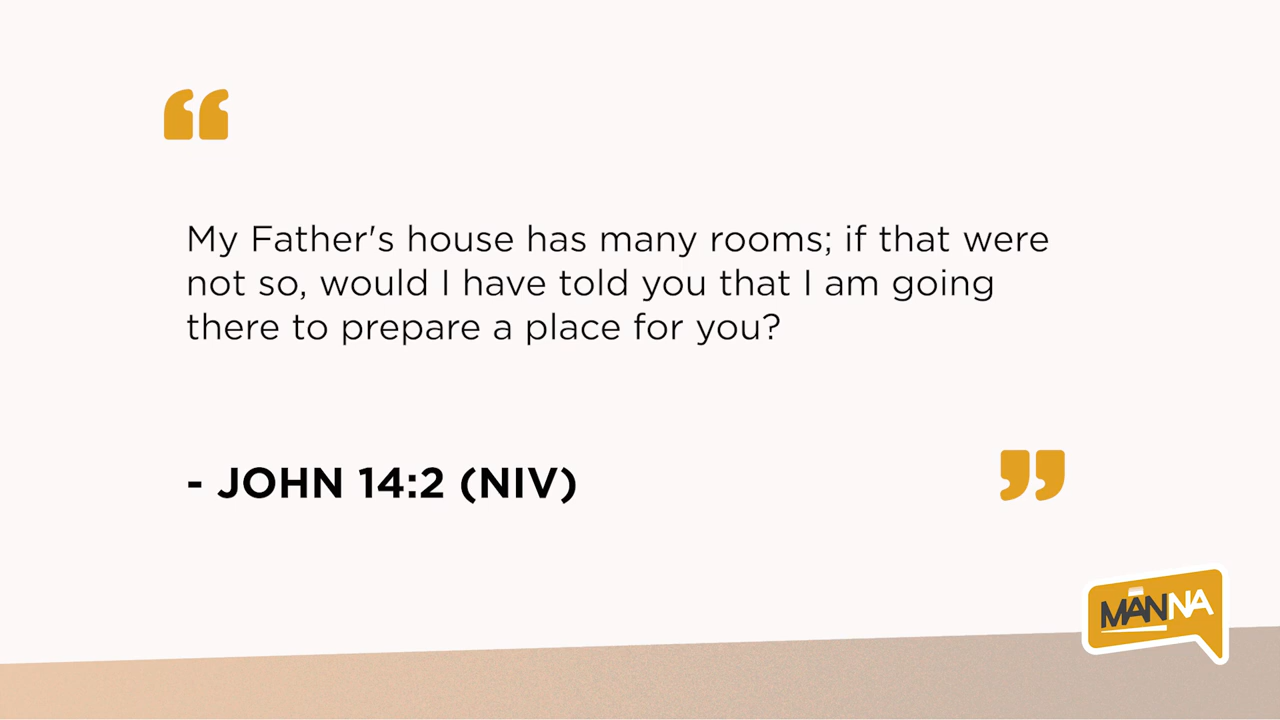 “
My Father's house has many rooms; if that were
not so, would I have told you that I am going
there to prepare a place for you?
- JOHN 14:2 (NIV)
”
MANNA